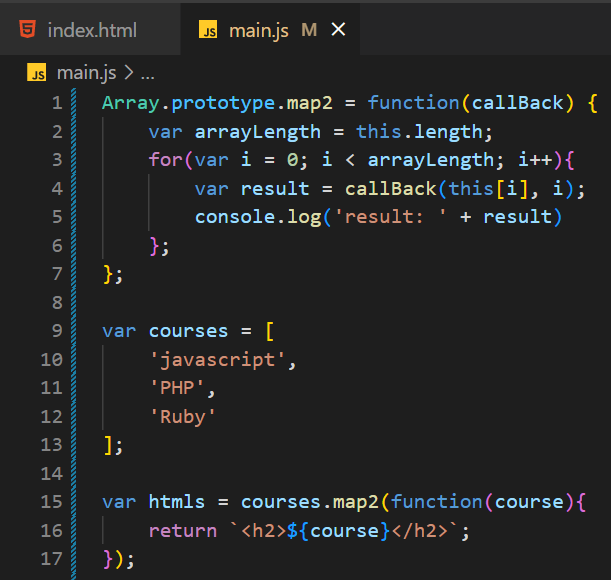 index.html
JS main.js M
JS main.js > ...
1 Array.prototype.map2 = function(callBack) {
2     var arrayLength = this.length;
3     for(var i = 0; i < arrayLength; i++){
4         var result = callBack(this[i], i);
5         console.log('result: ' + result)
6     };
7 };
8
9 var courses = [
10     'javascript',
11     'PHP',
12     'Ruby'
13 ];
14
15 var htmls = courses.map2(function(course){
16     return `<h2>${course}</h2>`;
17 });